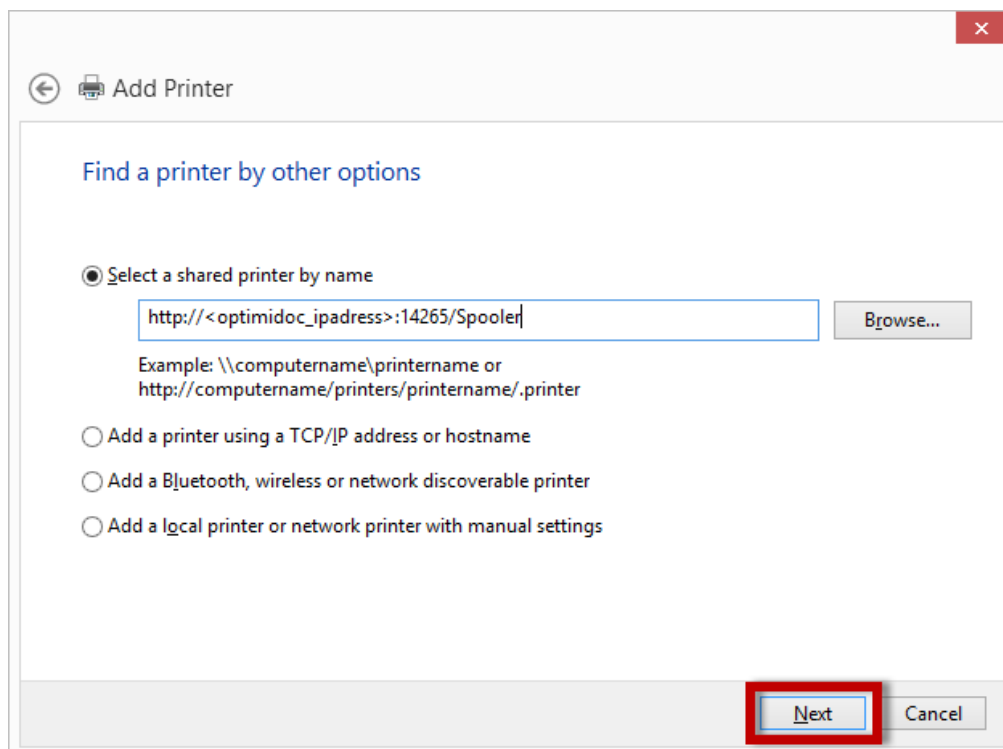 Add Printer
Find a printer by other options
Select a shared printer by name
http://<optimidoc_ipadress>:14265/Spooler
Browse...
Example: \\computername\printername or
http://computername/printers/printername/.printer
Add a printer using a TCP/IP address or hostname
Add a Bluetooth, wireless or network discoverable printer
Add a local printer or network printer with manual settings
Next
Cancel